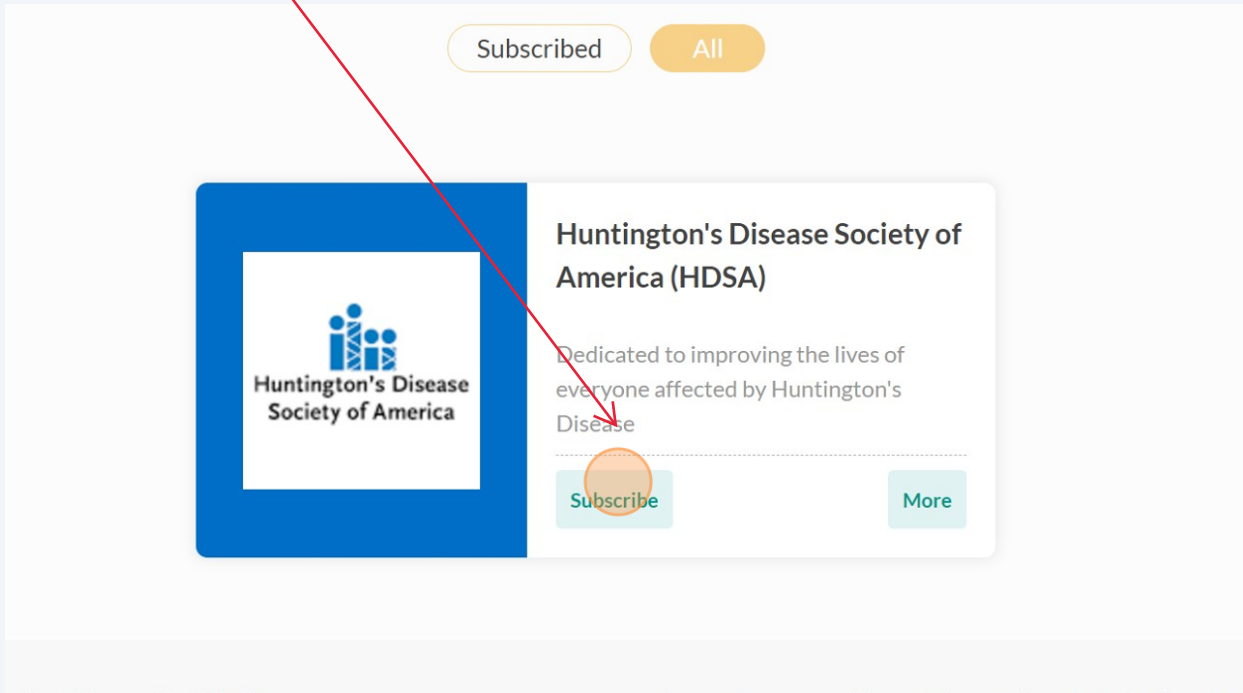 Subscribed
All
Huntington's Disease
Society of America
Huntington's Disease Society of
America (HDSA)
Dedicated to improving the lives of
everyone affected by Huntington's
Disease
Subscribe
More